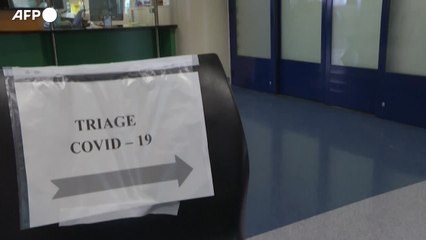 AFP
TRIAGE
COVID – 19